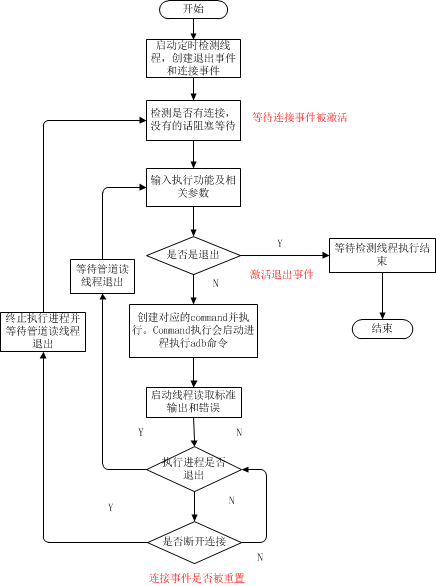 开始
启动定时检测线
程，创建退出事件
和连接事件
检测是否有连接，
没有的话阻塞等待
等待连接事件被激活
输入执行功能及相
关参数
是否是退出
Y
等待检测线程执行结
束
激活退出事件
N
等待管道读
线程退出
创建对应的command并执
行。Command执行会启动进
程执行adb命令
终止执行进程并
等待管道读线程
退出
结束
启动线程读取标准
输出和错误
Y
N
执行进程是否
退出
Y
N
是否断开连接
N
连接事件是否被重置